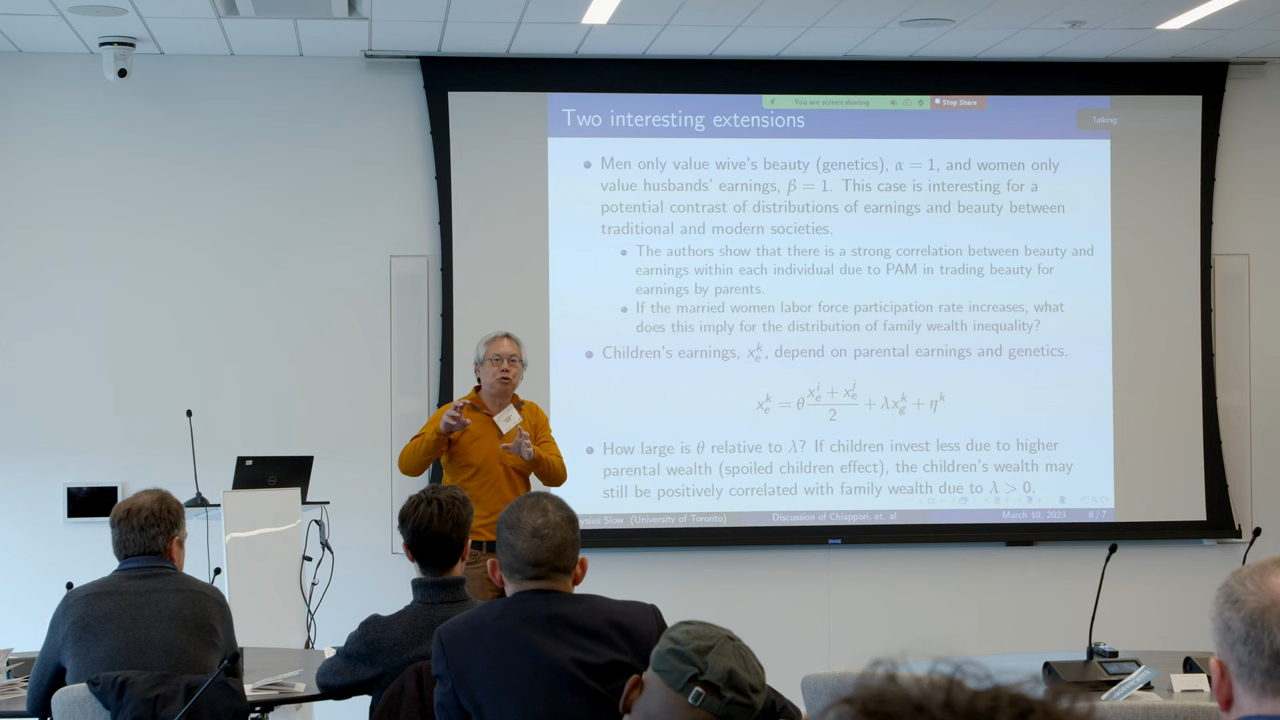 You are screen sharing
Stop Share
Talking:
Two interesting extensions
Men only value wive's beauty (genetics), α = 1, and women only
value husbands' earnings, β = 1. This case is interesting for a
potential contrast of distributions of earnings and beauty between
traditional and modern societies.
The authors show that there is a strong correlation between beauty and
earnings within each individual due to PAM in trading beauty for
earnings by parents.
If the married women labor force participation rate increases, what
does this imply for the distribution of family wealth inequality?
Children's earnings, x_e^k, depend on parental earnings and genetics.
x_e^k = θ (x_e^i + x_e^j)/2 + λx_g^k + η^k
How large is θ relative to λ? If children invest less due to higher
parental wealth (spoiled children effect), the children's wealth may
still be positively correlated with family wealth due to λ > 0.
ysius Siow (University of Toronto) Discussion of Chiappori, et. al. March 10, 2023 8 / 7
DELL